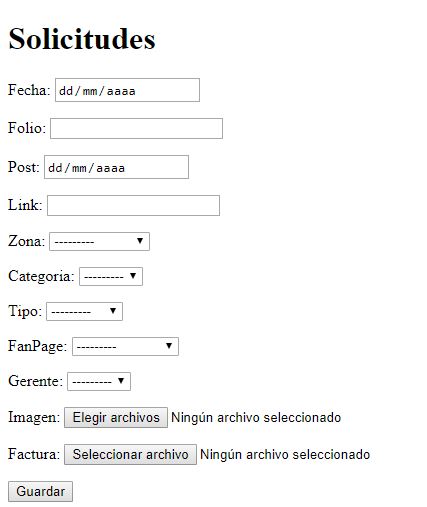 Solicitudes
Fecha: dd/mm/aaaa
Folio:
Post: dd/mm/aaaa
Link:
Zona: ---------
Categoria: ---------
Tipo: ---------
FanPage: ---------
Gerente: ---------
Imagen: Elegir archivos Ningún archivo seleccionado
Factura: Seleccionar archivo Ningún archivo seleccionado
Guardar